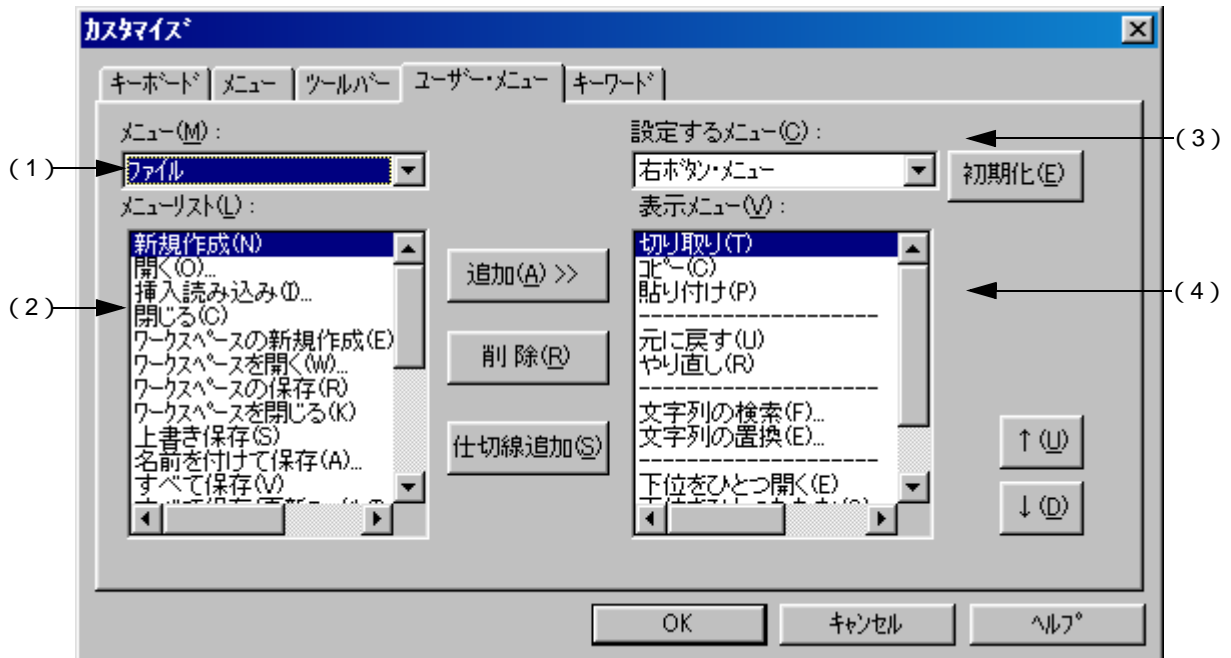 ｶｽﾀﾏｲｽﾞ
ｷｰﾎﾞｰﾄﾞ ﾒﾆｭｰ ﾂｰﾙﾊﾞｰ ﾕｰｻﾞｰ･ﾒﾆｭｰ ｷｰﾜｰﾄﾞ
ﾒﾆｭｰ(M) :
設定するﾒﾆｭｰ(C) :
(3)
(1)
ﾌｧｲﾙ
右ﾎﾞﾀﾝ･ﾒﾆｭｰ
初期化(E)
ﾒﾆｭｰﾘｽﾄ(L) :
表示ﾒﾆｭｰ(V) :
新規作成(N)
開く(O)...
挿入読み込み(I)...
閉じる(C)
ﾜｰｸｽﾍﾟｰｽの新規作成(E)
ﾜｰｸｽﾍﾟｰｽを開く(W)...
ﾜｰｸｽﾍﾟｰｽの保存(R)
ﾜｰｸｽﾍﾟｰｽを閉じる(K)
上書き保存(S)
名前を付けて保存(A)...
すべて保存(V)
(2)
追加(A) >>
削 除(R)
仕切線追加(S)
切り取り(T)
ｺﾋﾟｰ(C)
貼り付け(P)
--------------------
元に戻す(U)
やり直し(R)
--------------------
文字列の検索(F)...
文字列の置換(E)...
--------------------
下位をひとつ開く(E)
(4)
↑(U)
↓(D)
OK
ｷｬﾝｾﾙ
ﾍﾙﾌﾟ